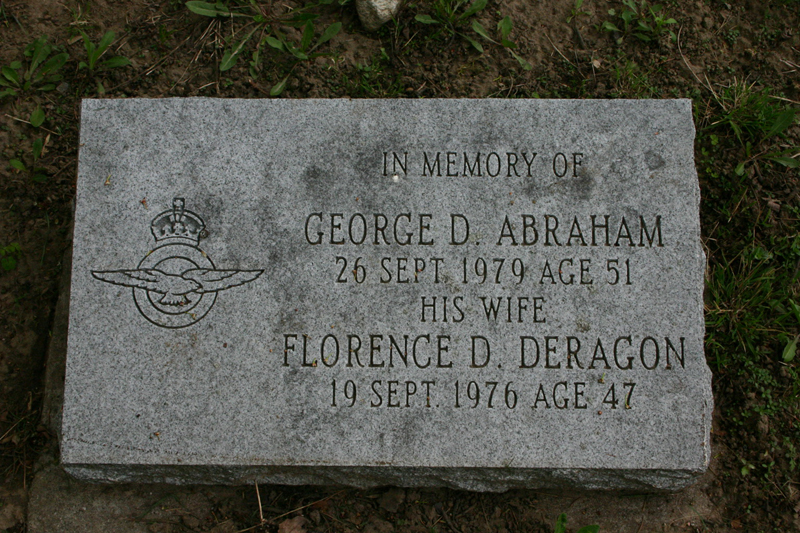 IN MEMORY OF
GEORGE D. ABRAHAM
26 SEPT. 1979 AGE 51
HIS WIFE
FLORENCE D. DERAGON
19 SEPT. 1976 AGE 47